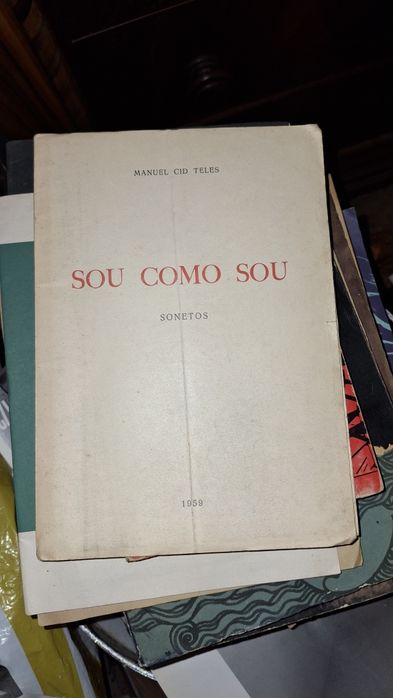 MANUEL CID TELES
SOU COMO SOU
SONETOS
1959